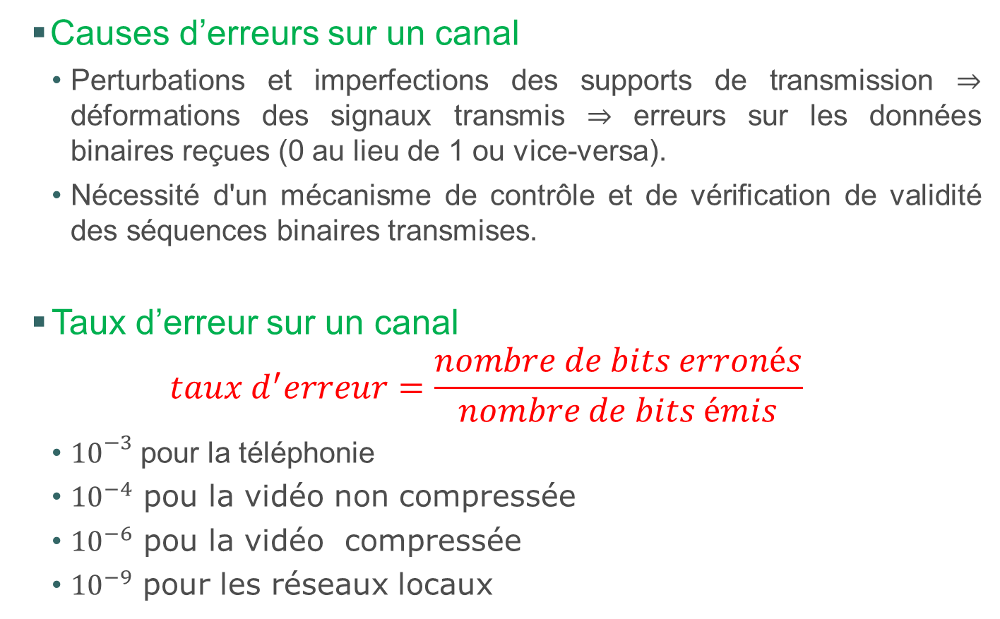 ▪ Causes d’erreurs sur un canal
• Perturbations et imperfections des supports de transmission ⇒
déformations des signaux transmis ⇒ erreurs sur les données
binaires reçues (0 au lieu de 1 ou vice-versa).
• Nécessité d'un mécanisme de contrôle et de vérification de validité
des séquences binaires transmises.
▪ Taux d’erreur sur un canal
taux d′erreur = nombre de bits erronés / nombre de bits émis
• 10⁻³ pour la téléphonie
• 10⁻⁴ pou la vidéo non compressée
• 10⁻⁶ pou la vidéo  compressée
• 10⁻⁹ pour les réseaux locaux